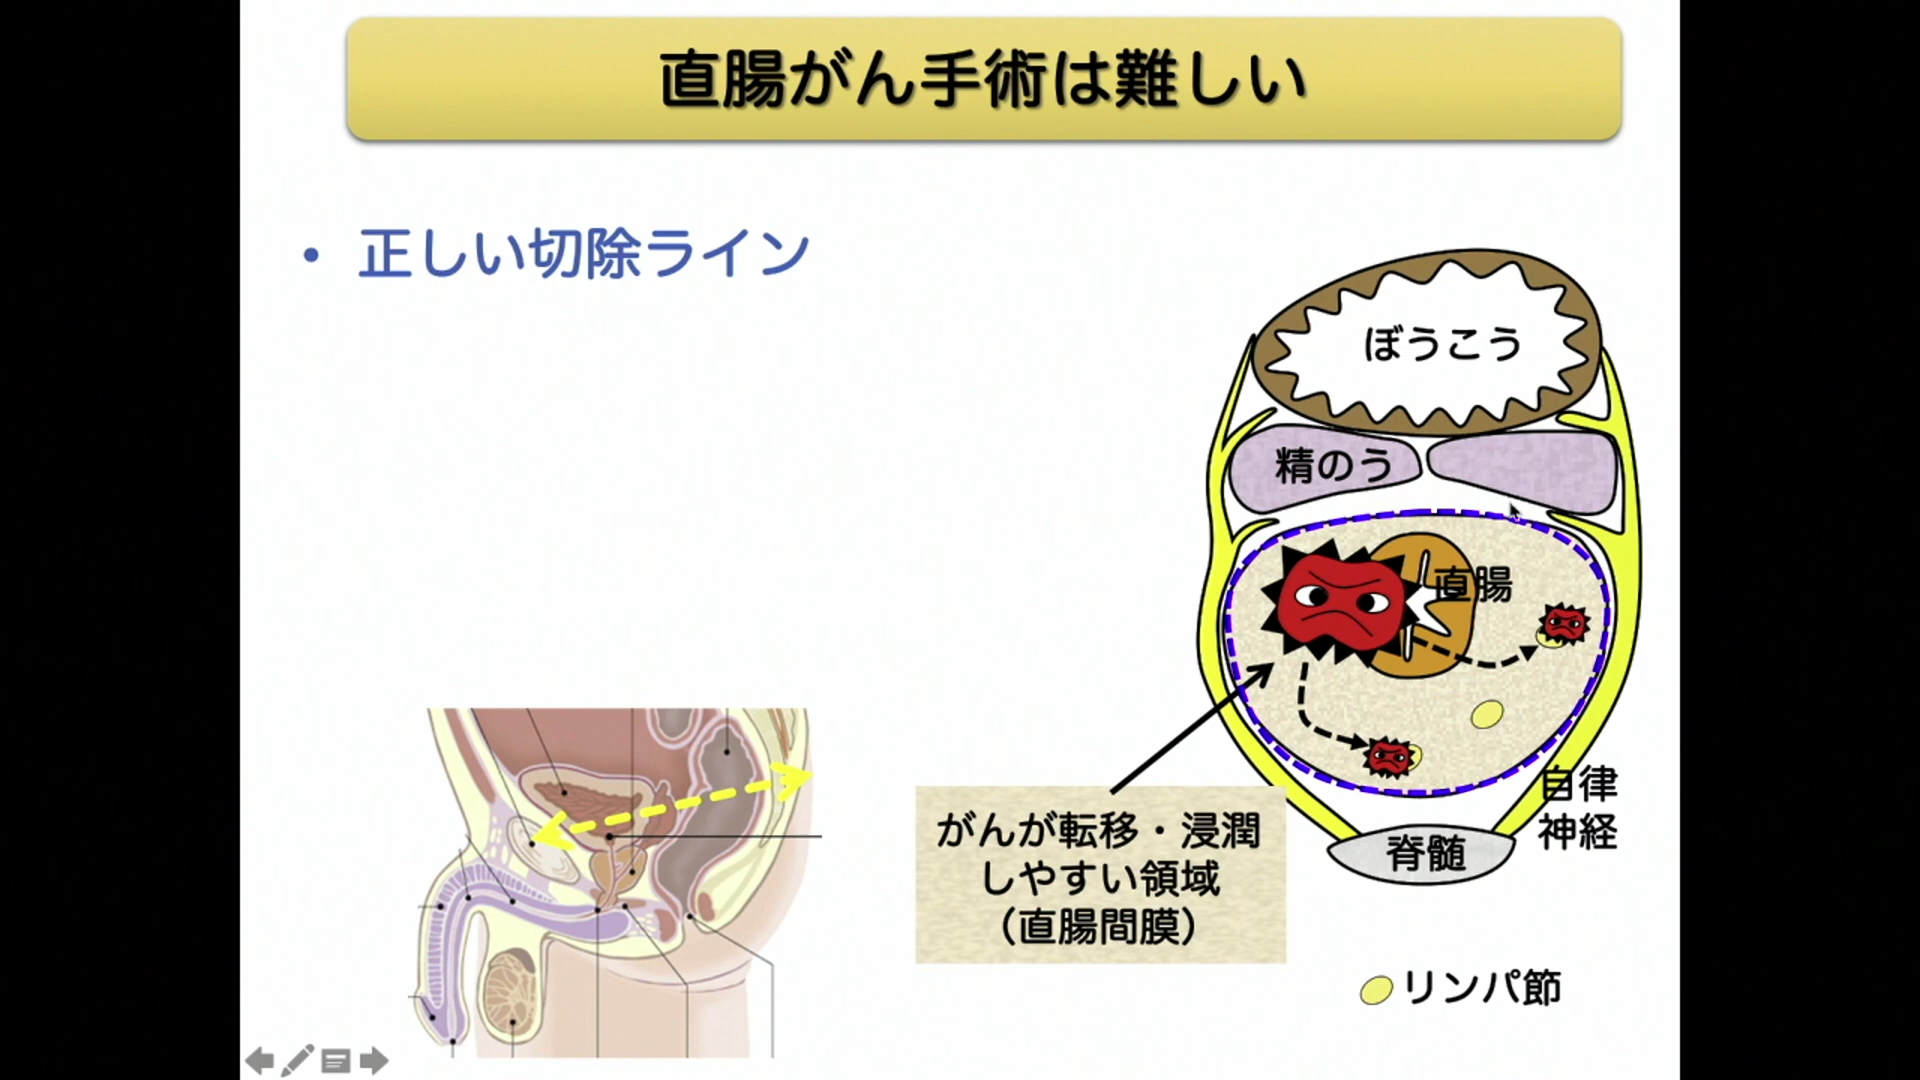 直腸がん手術は難しい
• 正しい切除ライン
ぼうこう
精のう
直腸
がんが転移・浸潤
しやすい領域
（直腸間膜）
自律
神経
脊髄
リンパ節